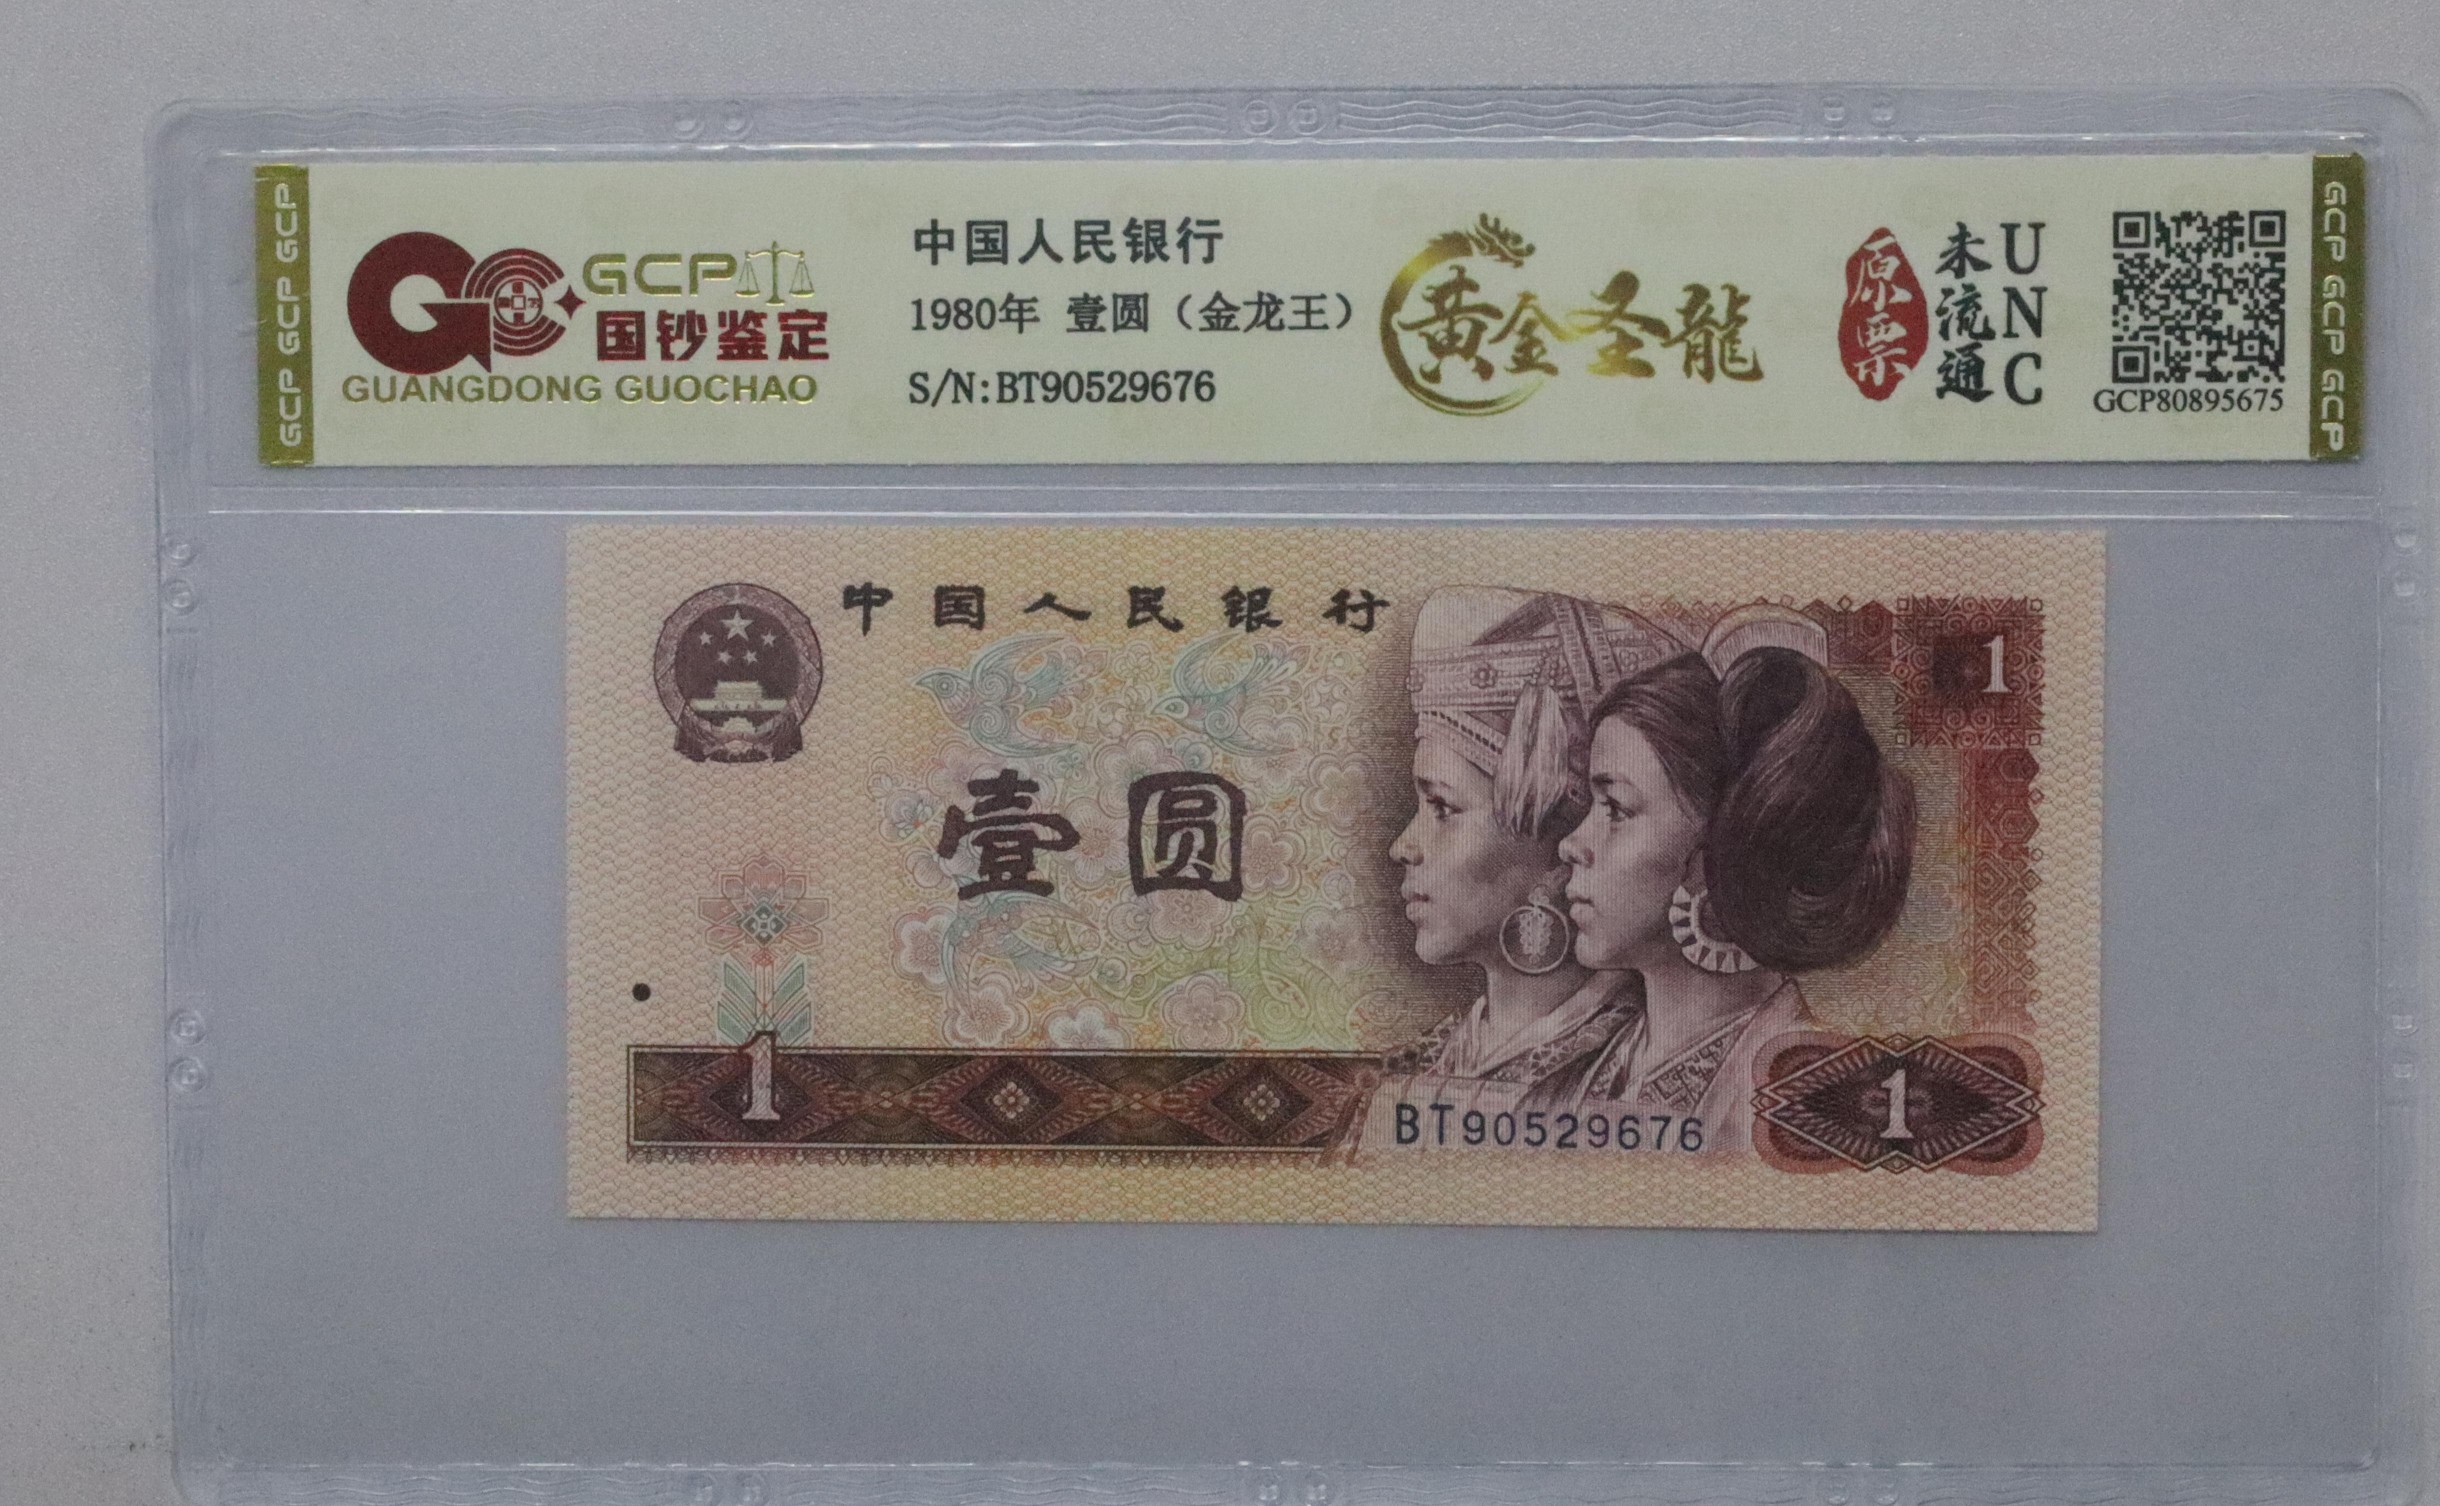 GCP GCP GCP
GCP
国钞鉴定
GUANGDONG GUOCHAO
中国人民银行
1980年 壹圆（金龙王）
S/N:BT90529676
黄金圣龍
原票
未流通
UNC
GCP80895675
GCP GCP GCP
中国人民银行
1
壹圆
1
BT90529676
1